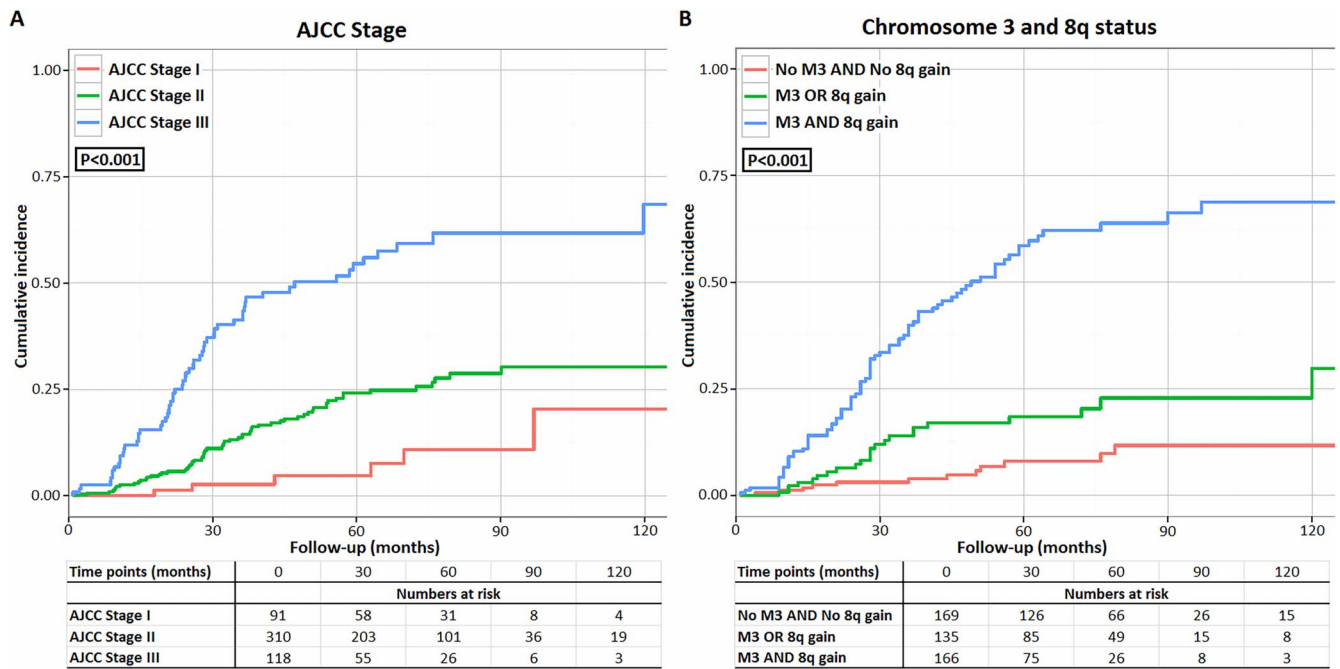 A
AJCC Stage
1.00
0.75
0.50
0.25
0.00
Cumulative incidence
AJCC Stage I
AJCC Stage II
AJCC Stage III
P<0.001
0 30 60 90 120
Follow-up (months)
Time points (months) 0 30 60 90 120
Numbers at risk
AJCC Stage I 91 58 31 8 4
AJCC Stage II 310 203 101 36 19
AJCC Stage III 118 55 26 6 3
B
Chromosome 3 and 8q status
1.00
0.75
0.50
0.25
0.00
Cumulative incidence
No M3 AND No 8q gain
M3 OR 8q gain
M3 AND 8q gain
P<0.001
0 30 60 90 120
Follow-up (months)
Time points (months) 0 30 60 90 120
Numbers at risk
No M3 AND No 8q gain 169 126 66 26 15
M3 OR 8q gain 135 85 49 15 8
M3 AND 8q gain 166 75 26 8 3